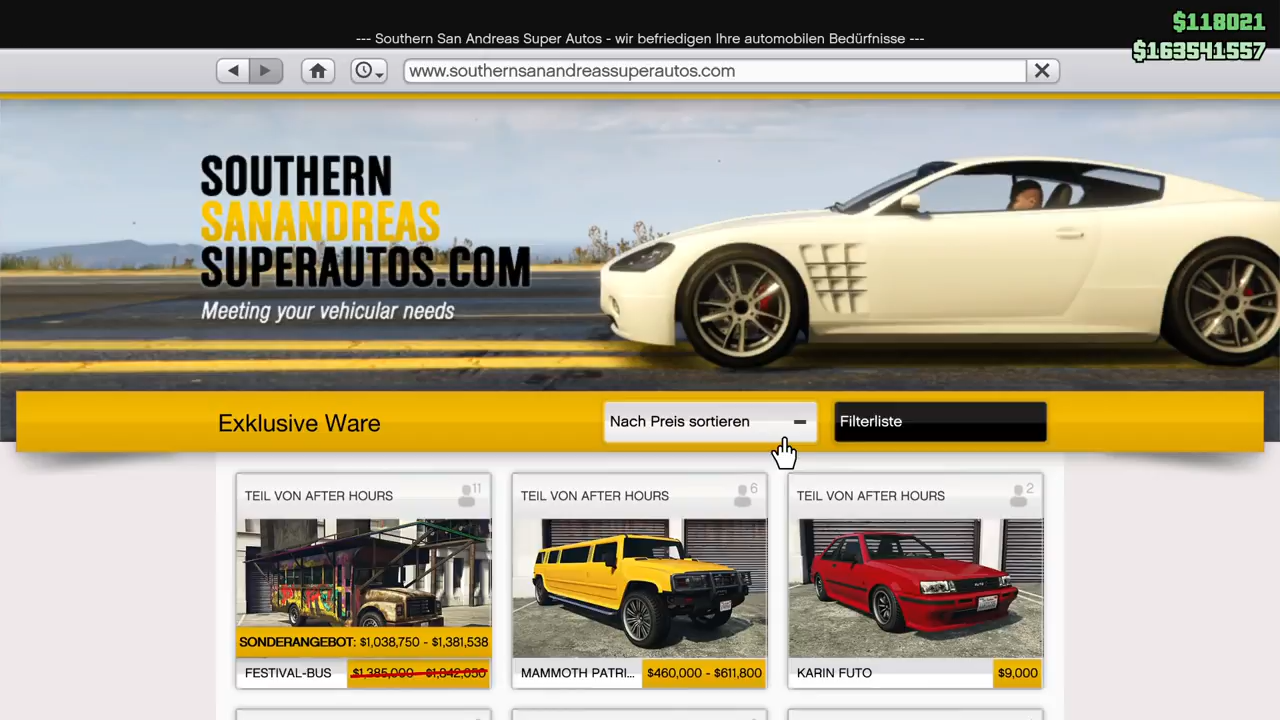 $118021
--- Southern San Andreas Super Autos - wir befriedigen Ihre automobilen Bedürfnisse ---
$163541557
www.southernsanandreassuperautos.com
SOUTHERN
SANANDREAS
SUPERAUTOS.COM
Meeting your vehicular needs
Exklusive Ware
Nach Preis sortieren
Filterliste
TEIL VON AFTER HOURS
11
TEIL VON AFTER HOURS
6
TEIL VON AFTER HOURS
2
SONDERANGEBOT: $1,038,750 - $1,381,538
FESTIVAL-BUS
$1,385,000 - $1,842,050
MAMMOTH PATRI...
$460,000 - $611,800
KARIN FUTO
$9,000